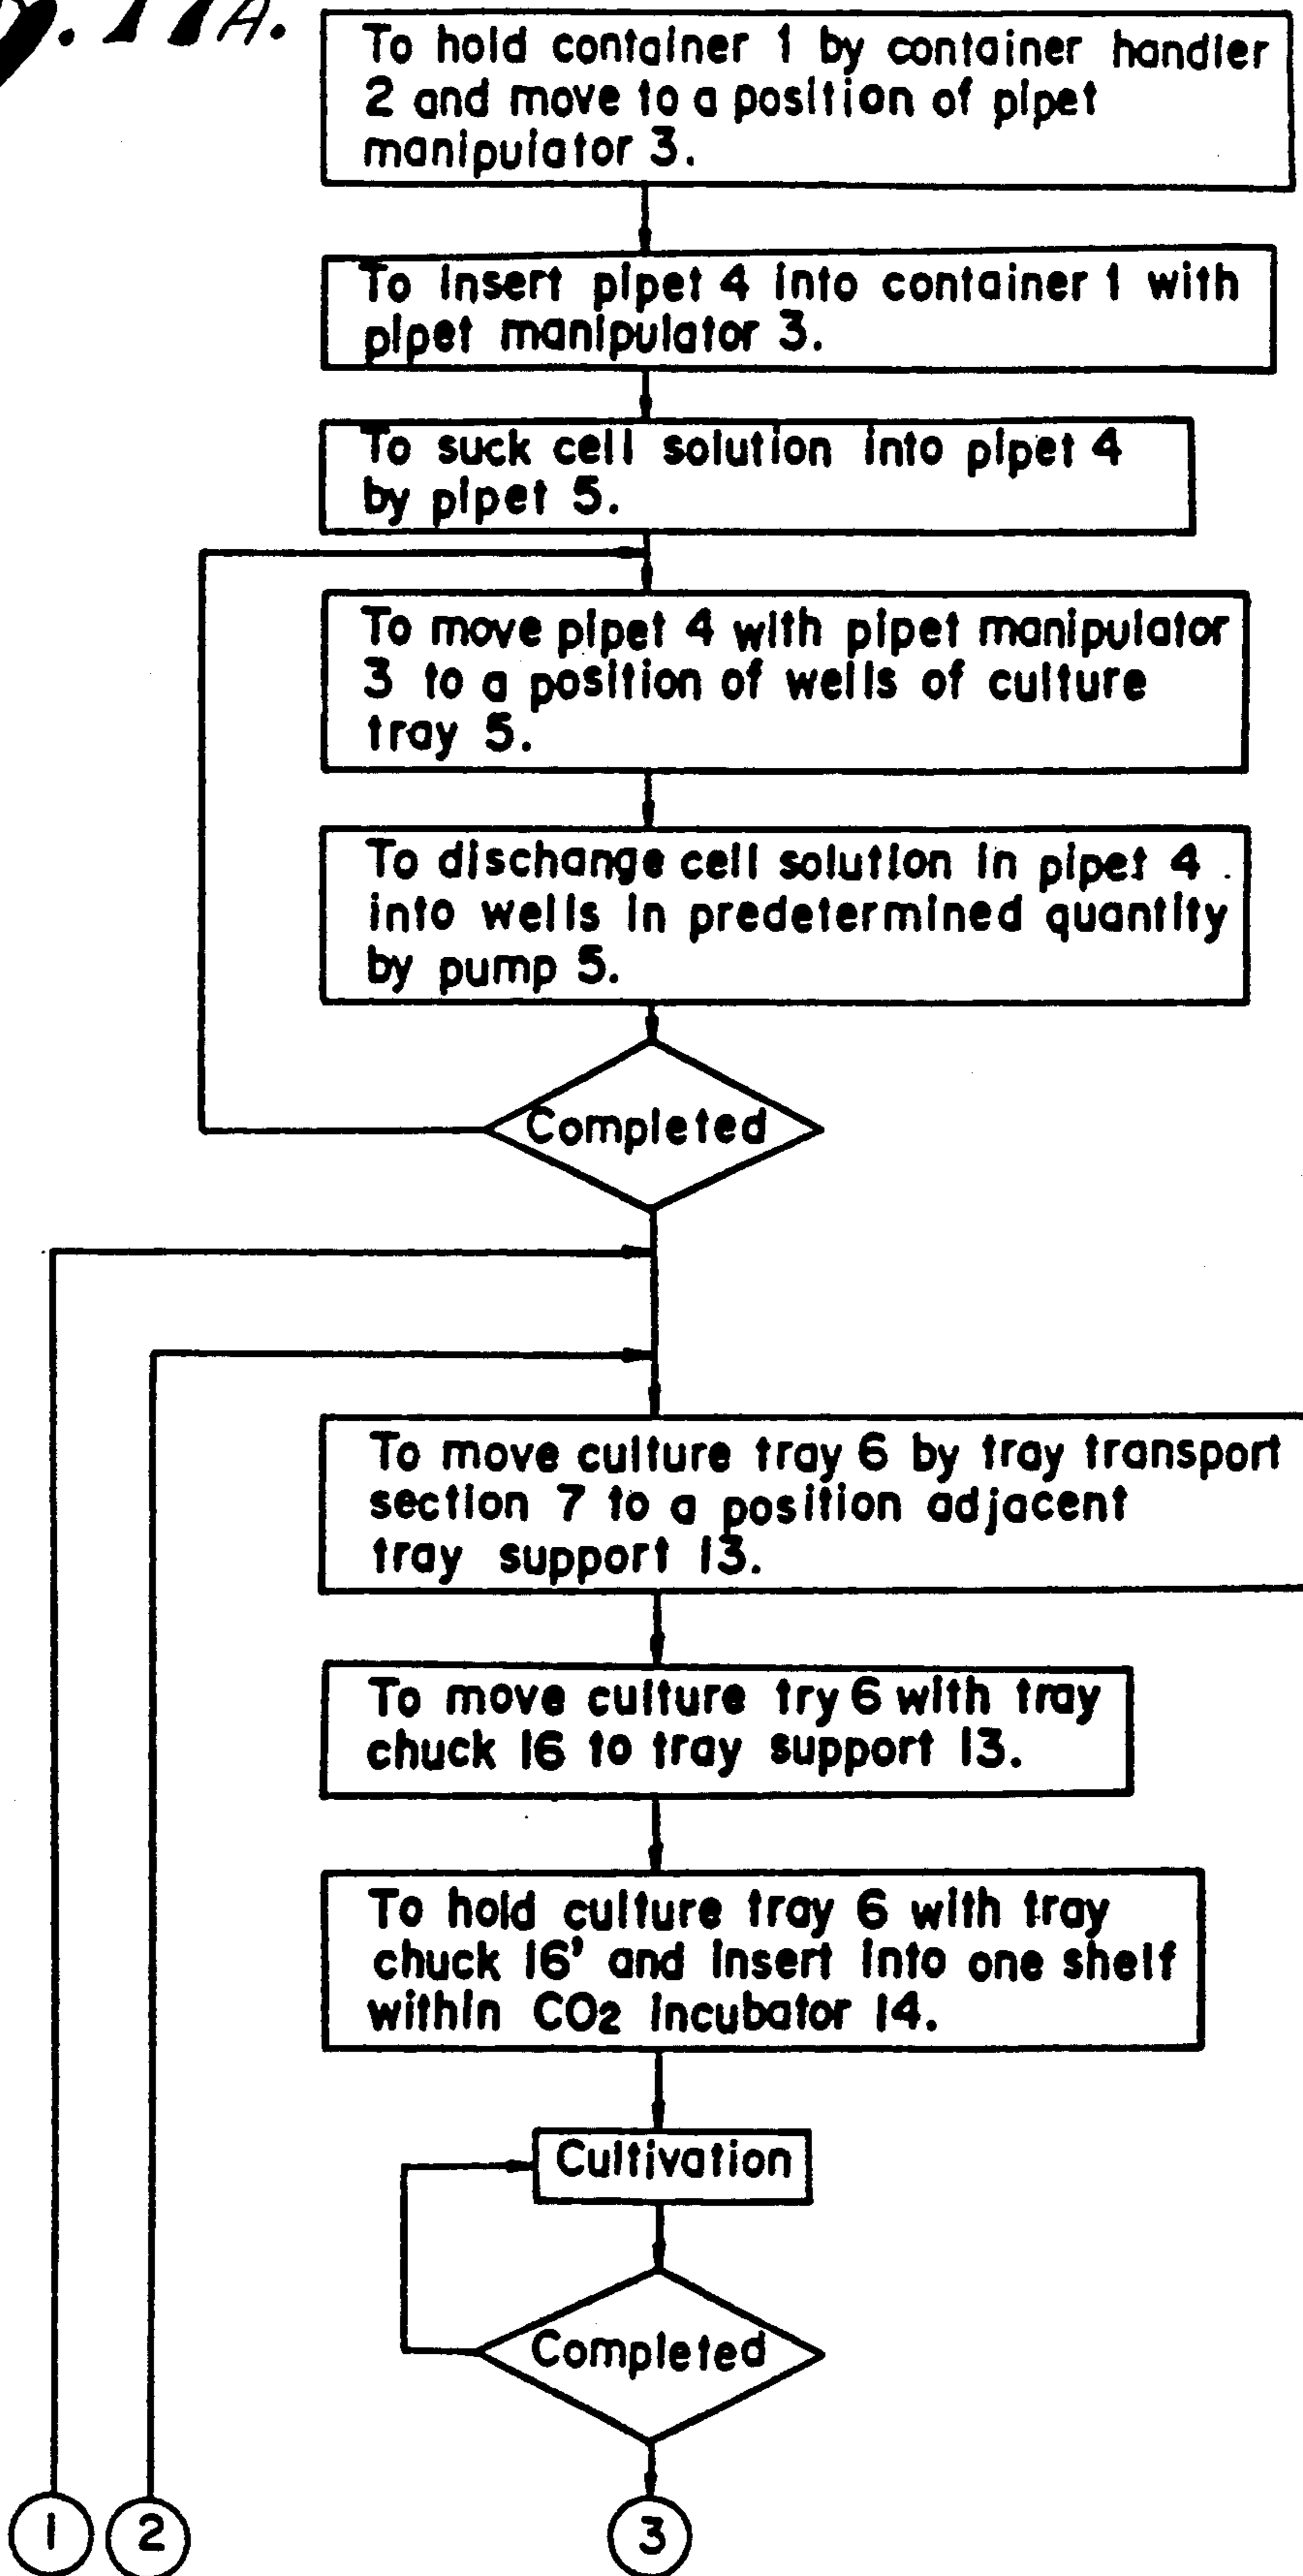 g. 17A.
To hold container 1 by container handler
2 and move to a position of pipet
manipulator 3.
To insert pipet 4 into container 1 with
pipet manipulator 3.
To suck cell solution into pipet 4
by pipet 5.
To move pipet 4 with pipet manipulator
3 to a position of wells of culture
tray 5.
To dischange cell solution in pipet 4
into wells in predetermined quantity
by pump 5.
Completed
To move culture tray 6 by tray transport
section 7 to a position adjacent
tray support 13.
To move culture try 6 with tray
chuck 16 to tray support 13.
To hold culture tray 6 with tray
chuck 16' and insert into one shelf
within CO2 incubator 14.
Cultivation
Completed
1 2 3